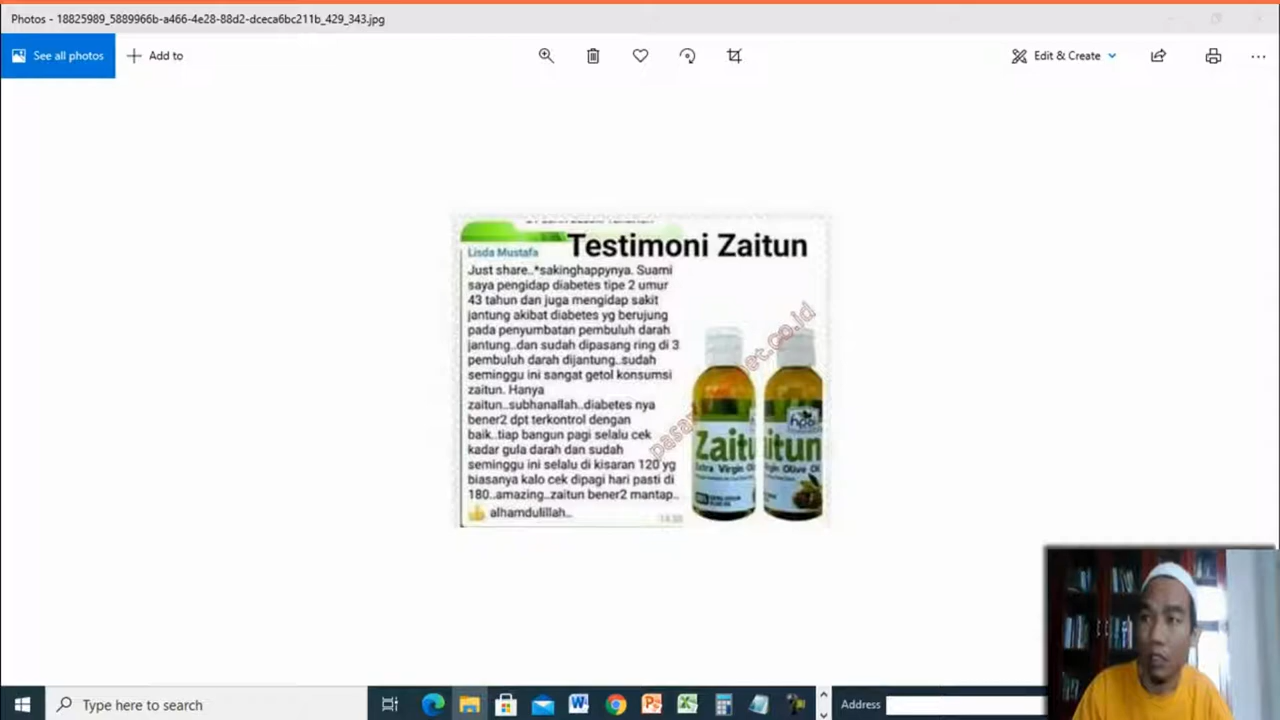 Photos - 18825989_5889966b-a466-4e28-88d2-dceca6bc211b_429_343.jpg
See all photos
Add to
Edit & Create
Testimoni Zaitun
Lisda Mustafa
Just share..*sakinghappynya. Suami
saya pengidap diabetes tipe 2 umur
43 tahun dan juga mengidap sakit
jantung akibat diabetes yg berujung
pada penyumbatan pembuluh darah
jantung..dan sudah dipasang ring di 3
pembuluh darah dijantung..sudah
seminggu ini sangat getol konsumsi
zaitun. Hanya
zaitun..subhanallah..diabetes nya
bener2 dpt terkontrol dengan
baik..tiap bangun pagi selalu cek
kadar gula darah dan sudah
seminggu ini selalu di kisaran 120 yg
biasanya kalo cek dipagi hari pasti di
180..amazing..zaitun bener2 mantap..
alhamdulillah..
Zaitu
Extra Virgin Ol
aitun
irgin Olive Oil
hpai
Type here to search
Address